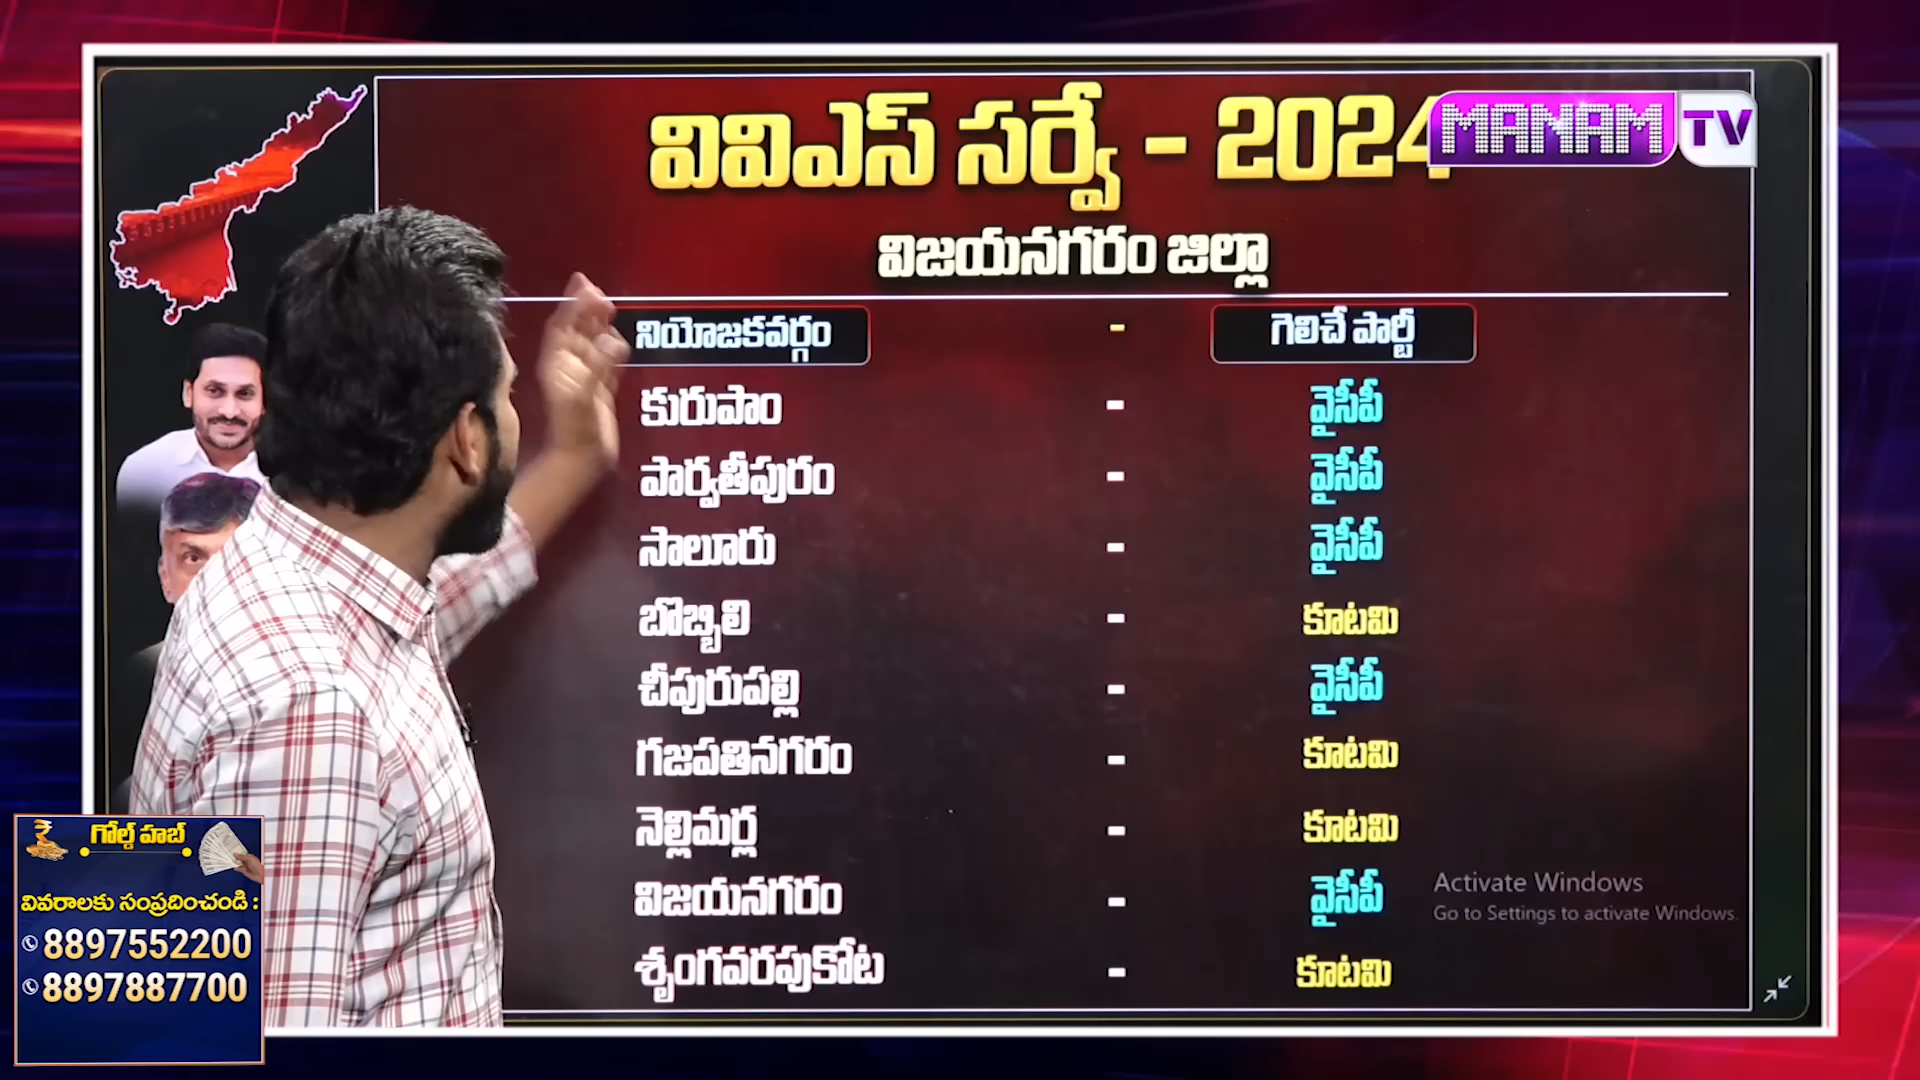 వివిఎస్ సర్వే - 2024
MANAM TV
విజయనగరం జిల్లా
నియోజకవర్గం - గెలిచే పార్టీ
కురుపాం - వైసీపీ
పార్వతీపురం - వైసీపీ
సాలూరు - వైసీపీ
బొబ్బిలి - కూటమి
చీపురుపల్లి - వైసీపీ
గజపతినగరం - కూటమి
నెల్లిమర్ల - కూటమి
విజయనగరం - వైసీపీ
శృంగవరపుకోట - కూటమి
Activate Windows
Go to Settings to activate Windows.
గోల్డ్ హబ్
వివరాలకు సంప్రదించండి :
8897552200
8897887700